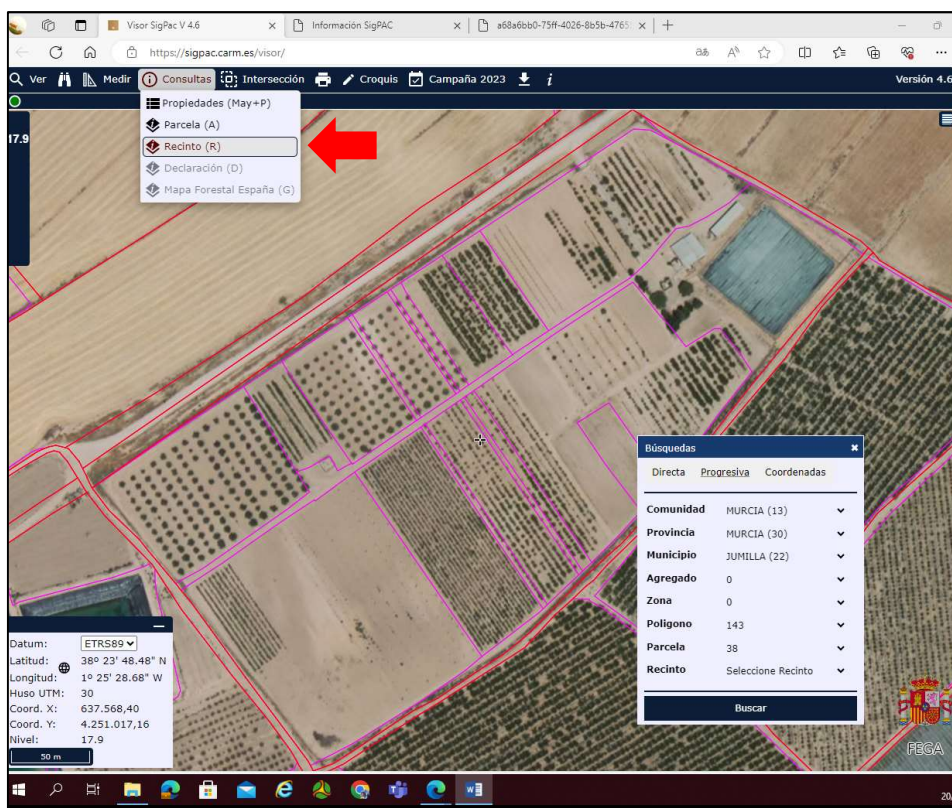 Visor SigPac V 4.6
Información SigPAC
a68a6bb0-75ff-4026-8b5b-4765
https://sigpac.carm.es/visor/
Ver Medir Consultas Intersección Croquis Campaña 2023 i Versión 4.6
Propiedades (May+P)
Parcela (A)
Recinto (R)
Declaración (D)
Mapa Forestal España (G)
17.9
Búsquedas
Directa Progresiva Coordenadas
Comunidad MURCIA (13)
Provincia MURCIA (30)
Municipio JUMILLA (22)
Agregado 0
Zona 0
Poligono 143
Parcela 38
Recinto Seleccione Recinto
Buscar
Datum: ETRS89
Latitud: 38º 23' 48.48" N
Longitud: 1º 25' 28.68" W
Huso UTM: 30
Coord. X: 637.568,40
Coord. Y: 4.251.017,16
Nivel: 17.9
50 m
FEGA